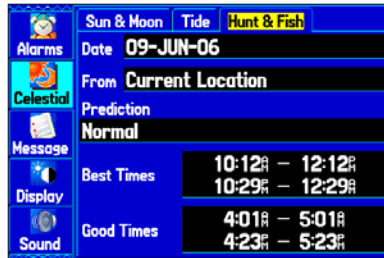 Sun & Moon Tide Hunt & Fish
Alarms
Date 09-JUN-06
From Current Location
Celestial
Prediction
Normal
Message
Best Times 10:12A – 12:12P
10:29P – 12:29A
Display
Good Times 4:01A – 5:01A
4:23P – 5:23P
Sound